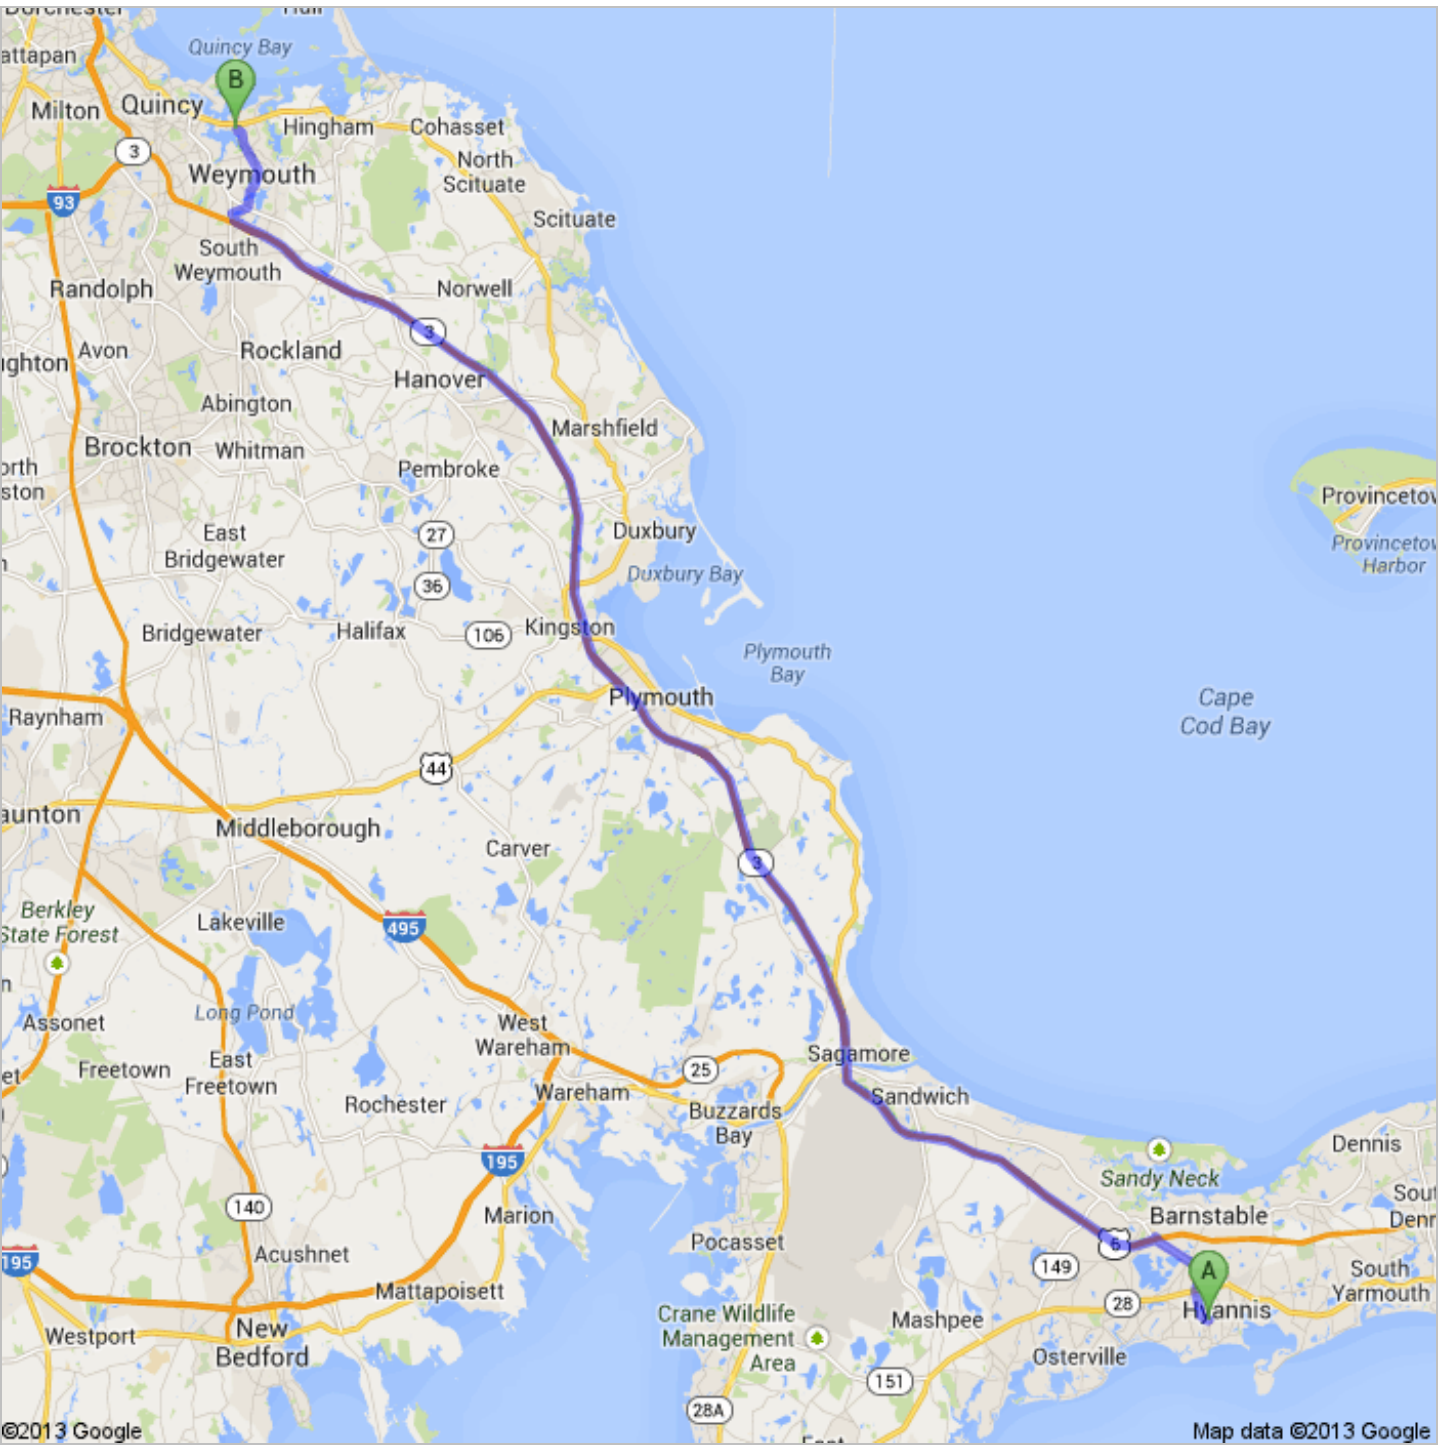 Quincy Bay
Milton
Quincy
B
Hingham
Cohasset
3
Weymouth
North
Scituate
93
Scituate
South
Weymouth
Randolph
Norwell
3
Avon
Rockland
Hanover
Abington
Marshfield
Brockton
Whitman
Pembroke
27
East
Bridgewater
Duxbury
Duxbury Bay
36
Bridgewater
Halifax
106
Kingston
Plymouth
Bay
Plymouth
Raynham
Cape
Cod Bay
44
aunton
Middleborough
Carver
3
Berkley
State Forest
Lakeville
495
Long Pond
Assonet
West
Wareham
Sagamore
Freetown
East
Freetown
25
Wareham
Sandwich
Rochester
Buzzards
Bay
195
Dennis
Sandy Neck
140
Marion
Barnstable
Acushnet
Pocasset
6
149
A
South
Yarmouth
195
Mattapoisett
28
Hyannis
Westport
New
Bedford
Crane Wildlife
Management
Area
Mashpee
Osterville
151
28A
Provincetov
Provincetov
Harbor
©2013 Google
Map data ©2013 Google